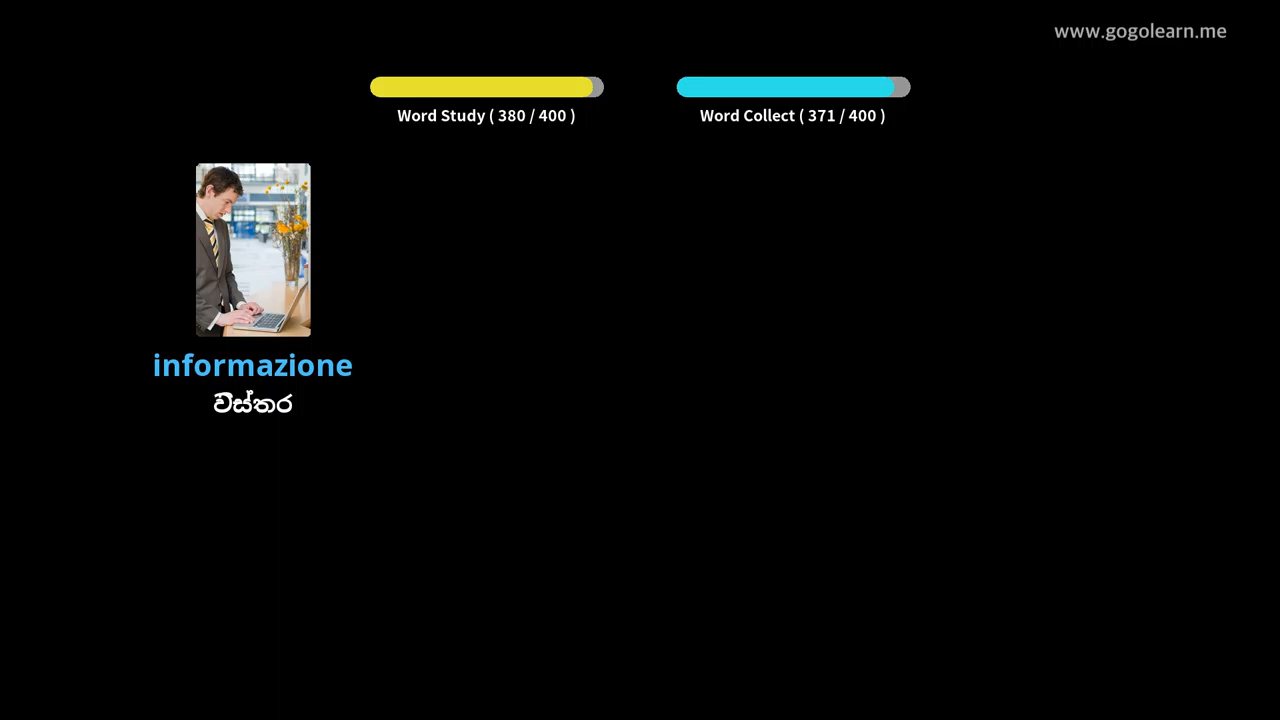 www.gogolearn.me
Word Study ( 380 / 400 )
Word Collect ( 371 / 400 )
informazione
විස්තර